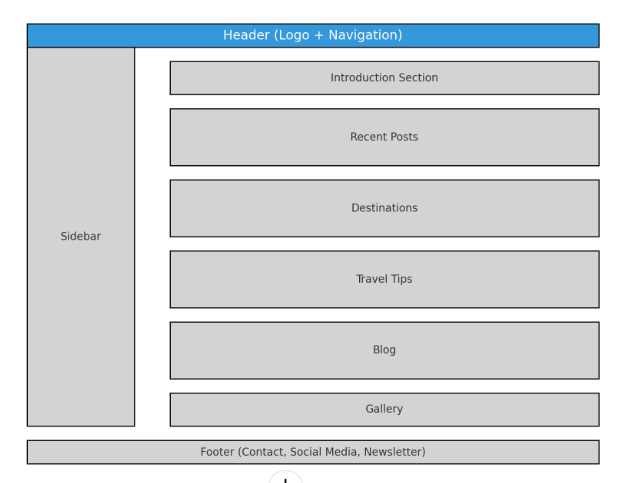 Header (Logo + Navigation)
Sidebar
Introduction Section
Recent Posts
Destinations
Travel Tips
Blog
Gallery
Footer (Contact, Social Media, Newsletter)